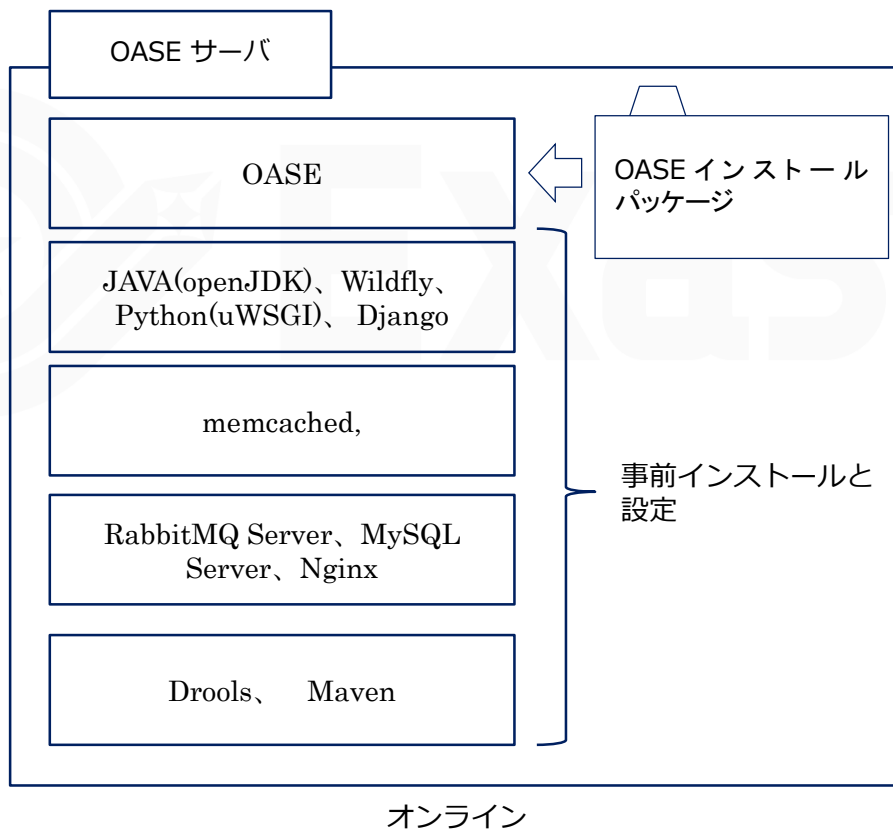 OASE サーバ
OASE
OASE インストール
パッケージ
JAVA(openJDK)、Wildfly、
Python(uWSGI)、 Django
memcached,
事前インストールと
設定
RabbitMQ Server、MySQL
Server、Nginx
Drools、　Maven
オンライン
Exas